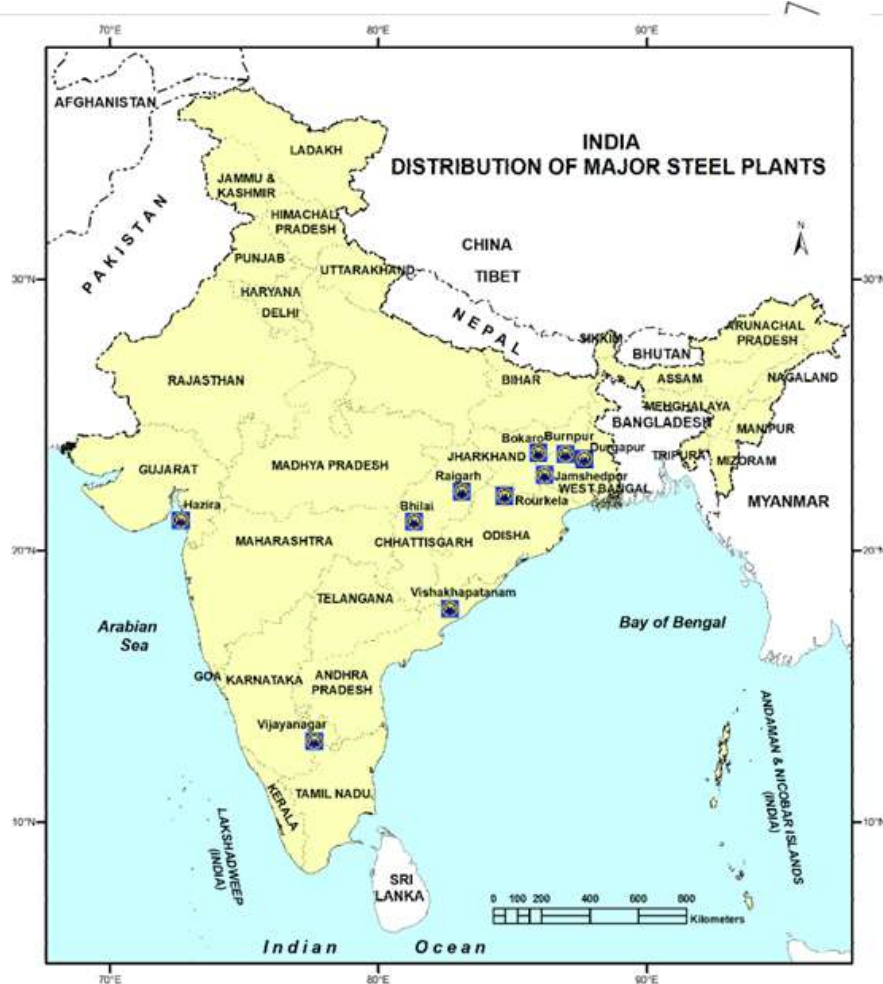 70°E 80°E 90°E
AFGHANISTAN
LADAKH
INDIA
DISTRIBUTION OF MAJOR STEEL PLANTS
JAMMU &
KASHMIR
PAKISTAN
HIMACHAL
PRADESH
N
CHINA
TIBET
PUNJAB
UTTARAKHAND
30°N 30°N
HARYANA
DELHI
NEPAL
SIKKIM
ARUNACHAL
PRADESH
BHUTAN
RAJASTHAN
BIHAR
ASSAM
NAGALAND
MEHGHALAYA
BANGLADESH
MANIPUR
Bokaro Burnpur
Durgapur
JHARKHAND
TRIPURA
MIZORAM
GUJARAT
MADHYA PRADESH
Raigarh
Jamshedpor
WEST BANGAL
Rourkela
MYANMAR
Hazira
Bhilai
MAHARASHTRA
CHHATTISGARH
ODISHA
20°N 20°N
TELANGANA
Vishakhapatanam
Arabian
Sea
Bay of Bengal
GOA KARNATAKA
ANDHRA
PRADESH
Vijayanagar
ANDAMAN & NICOBAR ISLANDS
(INDIA)
KERALA
TAMIL NADU
10°N 10°N
LAKSHADWEEP
(INDIA)
SRI
LANKA
0 100 200 400 600 800
Kilometers
Indian Ocean
70°E 80°E 90°E